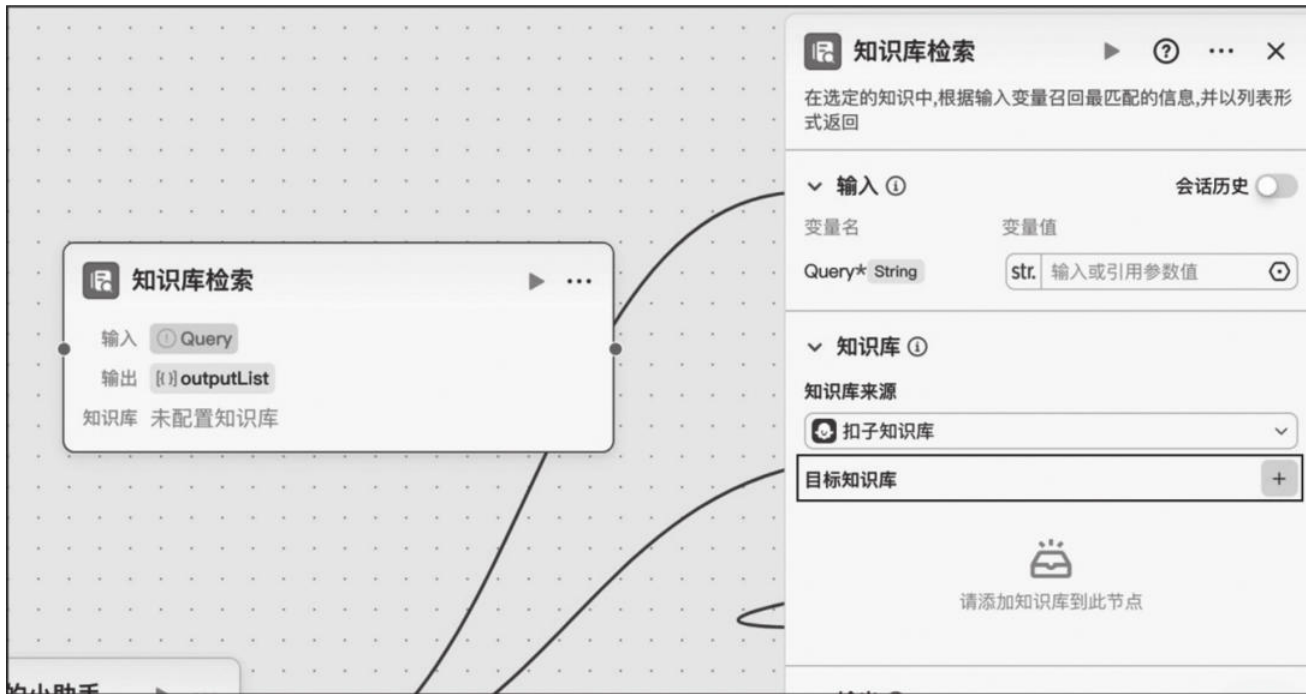 知识库检索
输入 Query
输出 [()] outputList
知识库 未配置知识库
的小助手
知识库检索
在选定的知识中,根据输入变量召回最匹配的信息,并以列表形
式返回
输入
会话历史
变量名 变量值
Query* String str. 输入或引用参数值
知识库
知识库来源
扣子知识库
目标知识库 +
请添加知识库到此节点